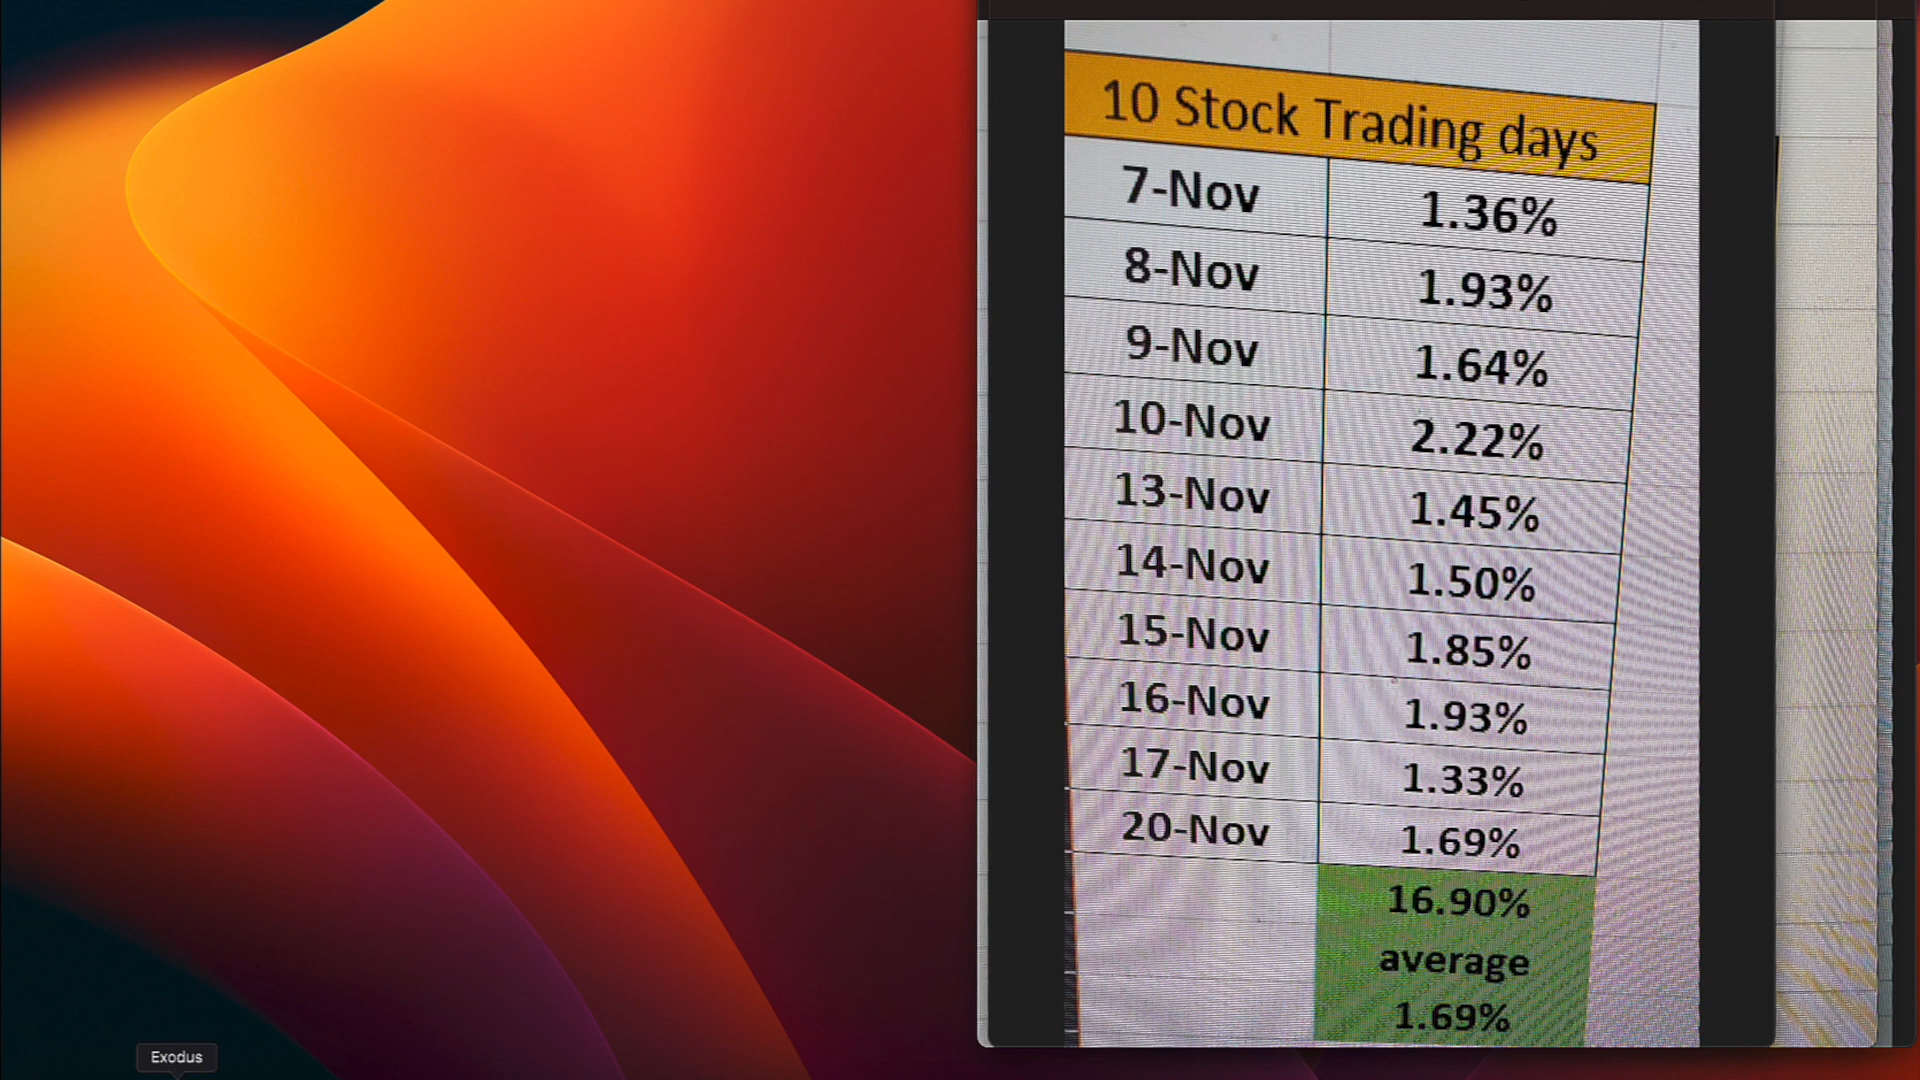 10 Stock Trading days
7-Nov 1.36%
8-Nov 1.93%
9-Nov 1.64%
10-Nov 2.22%
13-Nov 1.45%
14-Nov 1.50%
15-Nov 1.85%
16-Nov 1.93%
17-Nov 1.33%
20-Nov 1.69%
16.90%
average
1.69%
Exodus